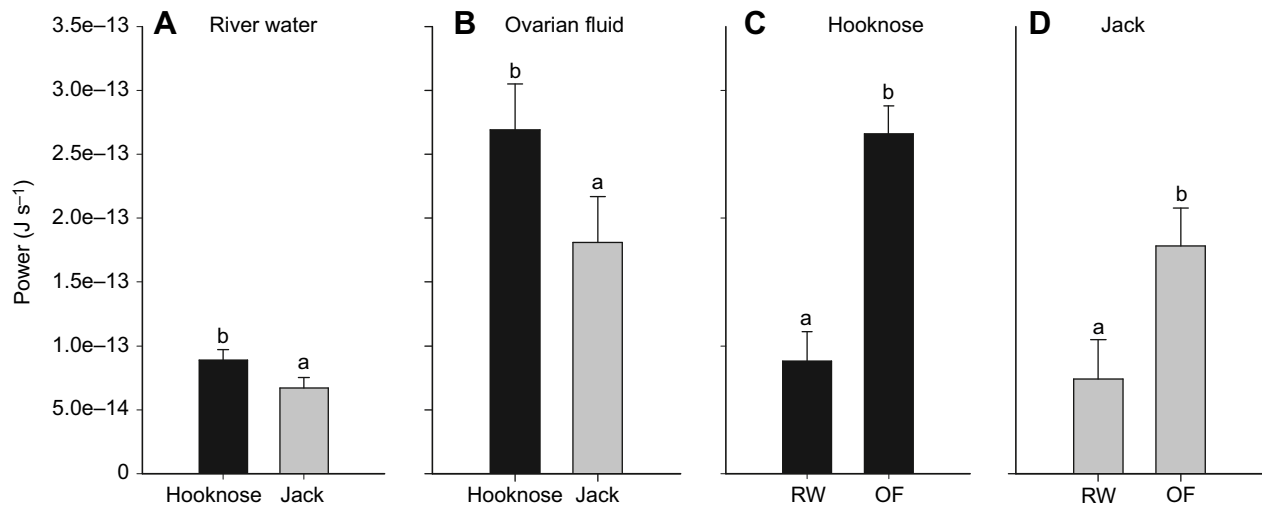 A River water
B Ovarian fluid
C Hooknose
D Jack
Power (J s–1)
3.5e–13
3.0e–13
2.5e–13
2.0e–13
1.5e–13
1.0e–13
5.0e–14
0
b
a
b
a
a
b
a
b
Hooknose Jack
Hooknose Jack
RW OF
RW OF